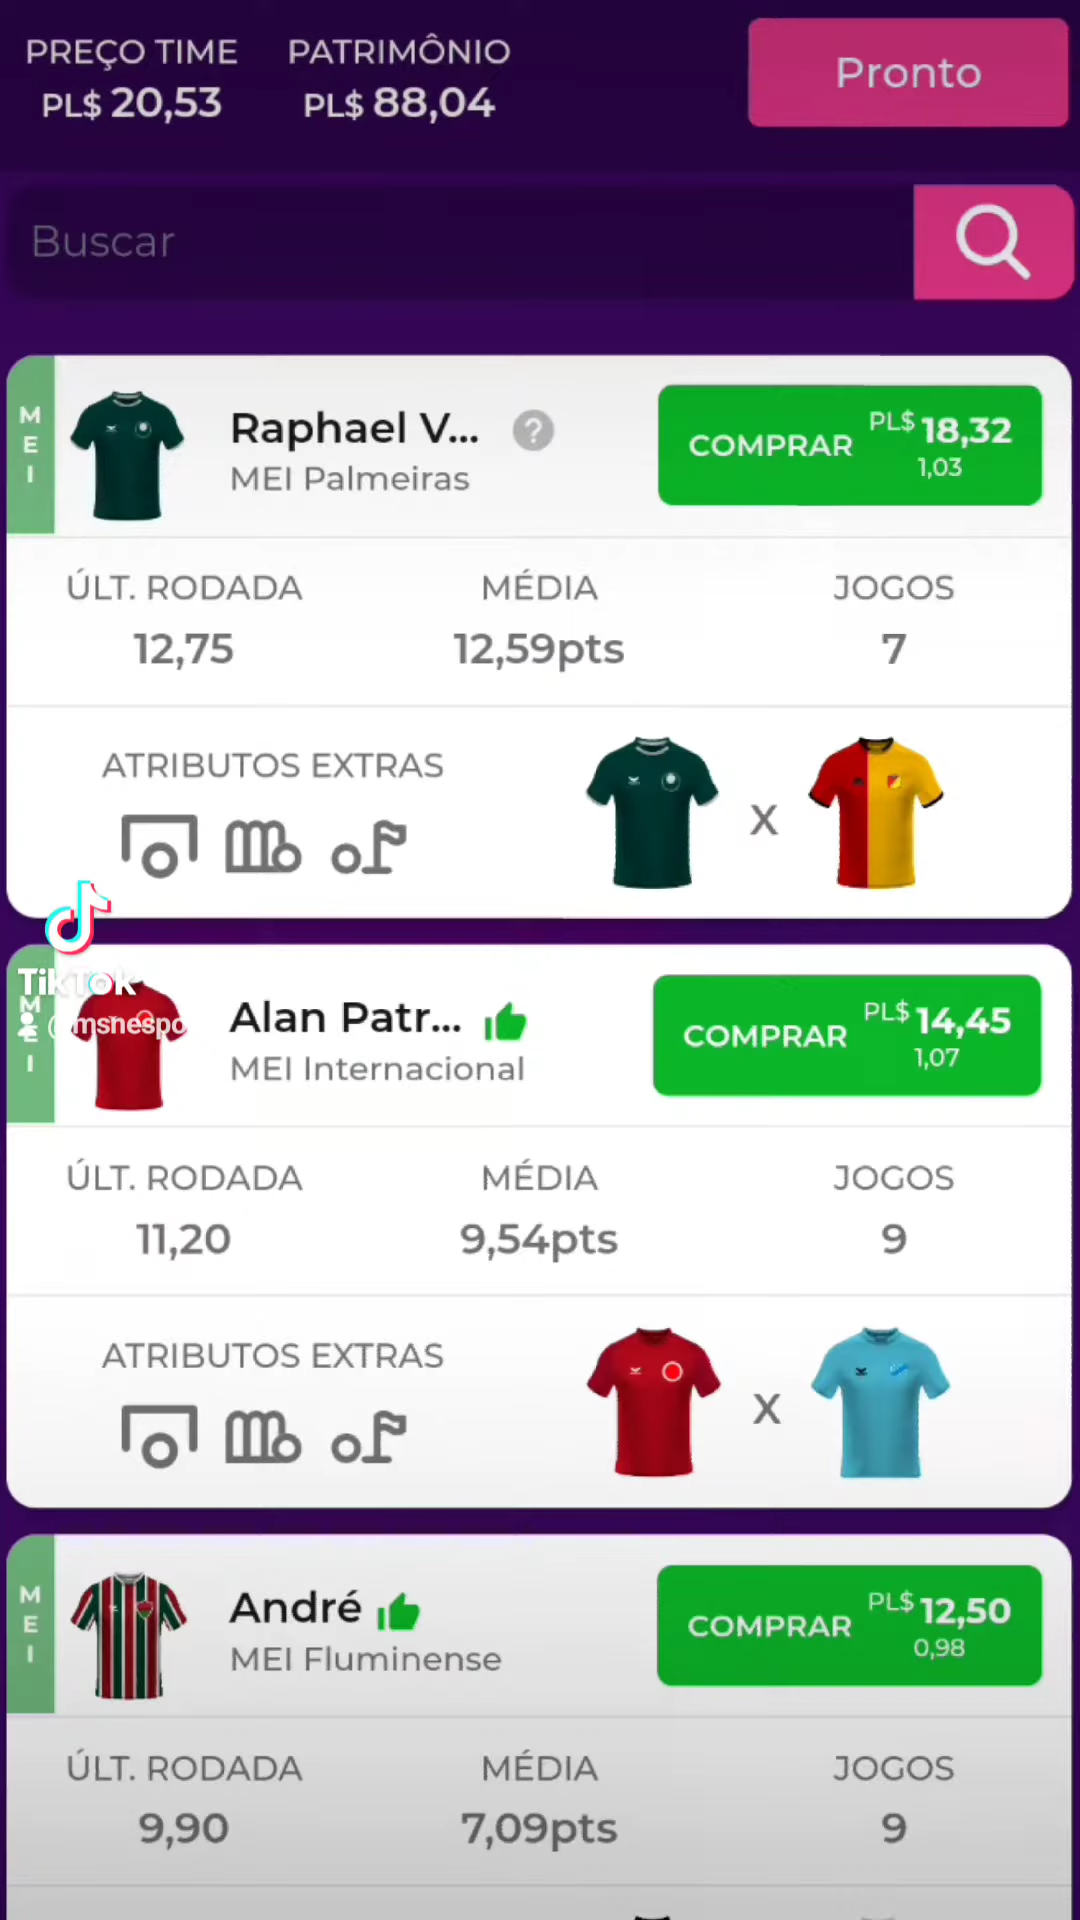 PREÇO TIME PATRIMÔNIO
PL$ 20,53 PL$ 88,04
Pronto
Buscar
MEI
Raphael V... ?
MEI Palmeiras
COMPRAR PL$ 18,32
1,03
ÚLT. RODADA MÉDIA JOGOS
12,75 12,59pts 7
ATRIBUTOS EXTRAS
X
TikTok
@msnespo
MEI
Alan Patr...
MEI Internacional
COMPRAR PL$ 14,45
1,07
ÚLT. RODADA MÉDIA JOGOS
11,20 9,54pts 9
ATRIBUTOS EXTRAS
X
MEI
André
MEI Fluminense
COMPRAR PL$ 12,50
0,98
ÚLT. RODADA MÉDIA JOGOS
9,90 7,09pts 9